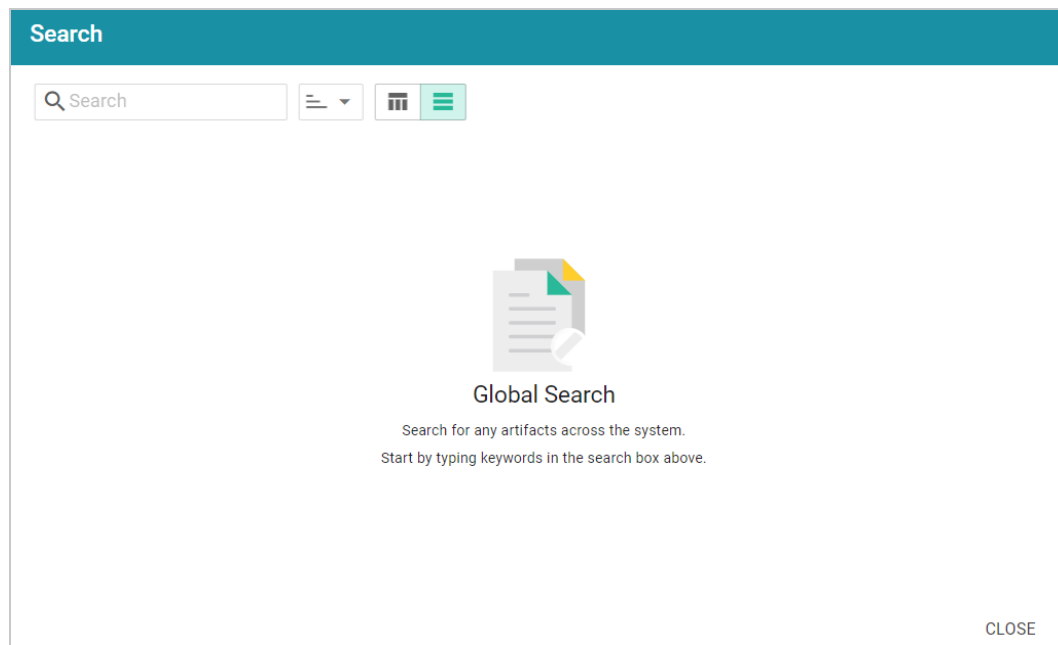 Search
Search
Global Search
Search for any artifacts across the system.
Start by typing keywords in the search box above.
CLOSE